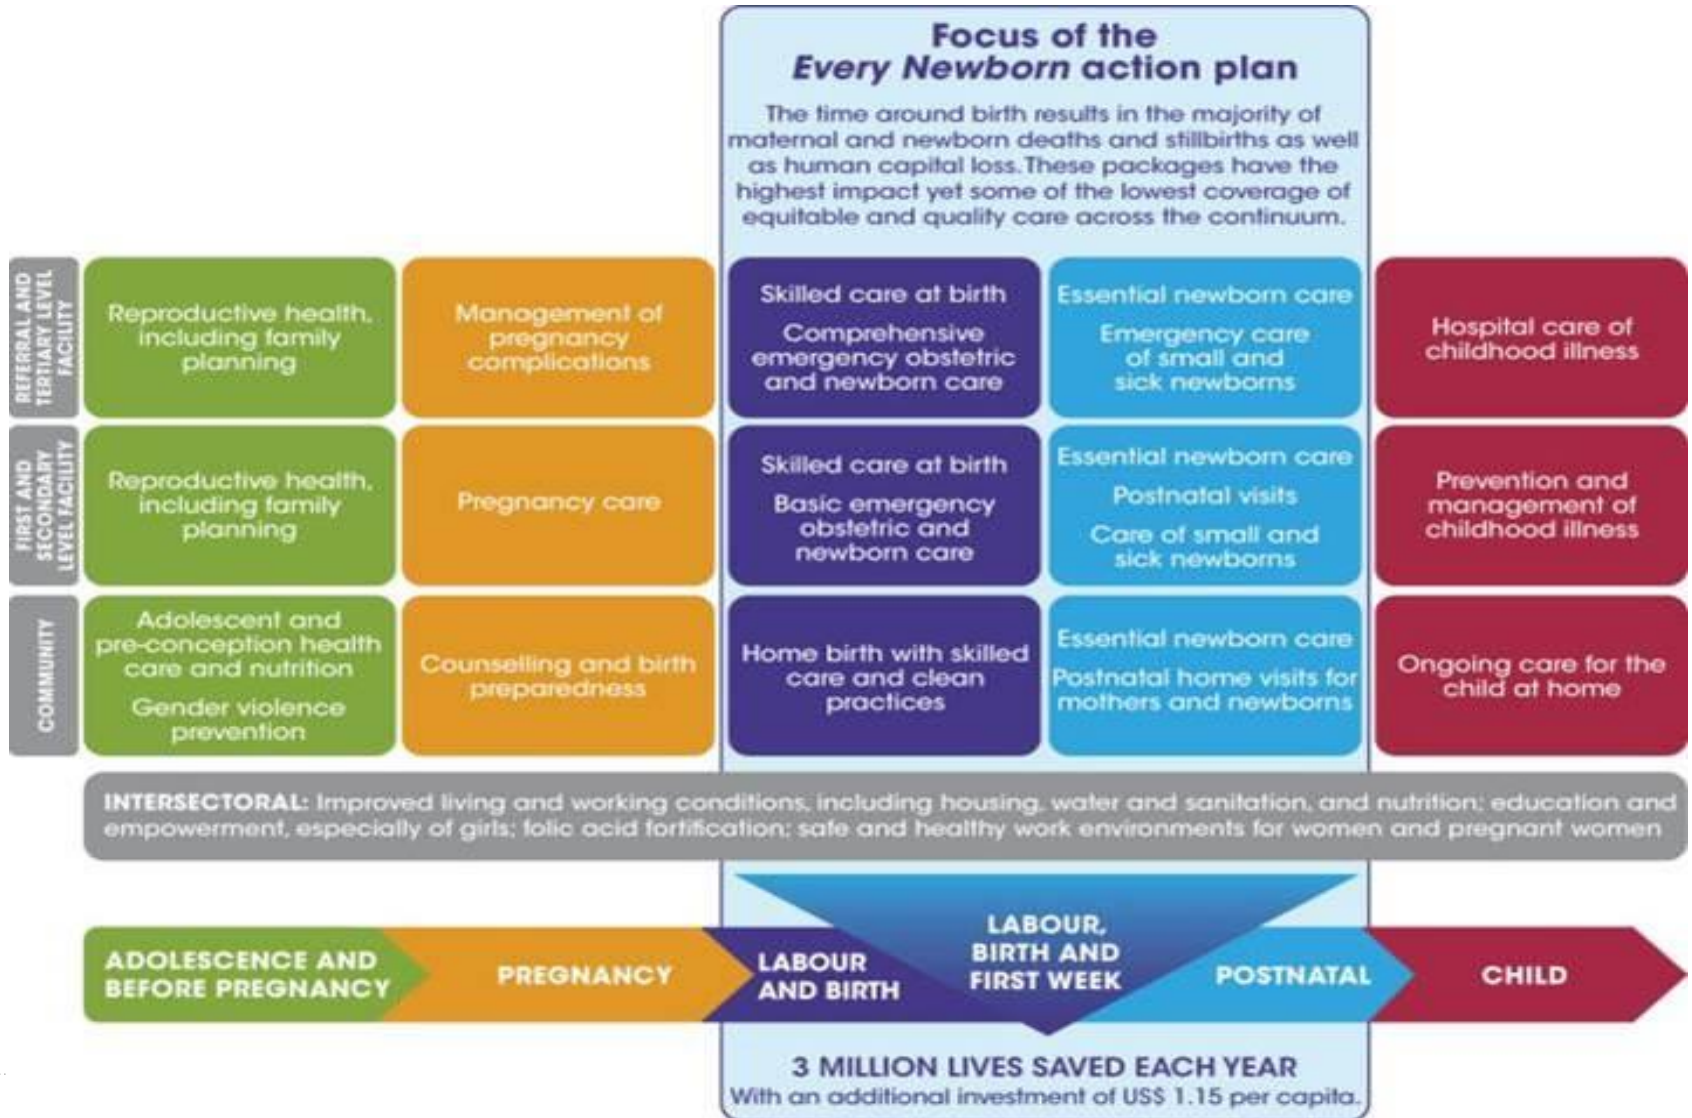 Focus of the
Every Newborn action plan
The time around birth results in the majority of
maternal and newborn deaths and stillbirths as well
as human capital loss. These packages have the
highest impact yet some of the lowest coverage of
equitable and quality care across the continuum.
REFERRAL AND
TERTIARY LEVEL
FACILITY
Reproductive health,
including family
planning
Management of
pregnancy
complications
Skilled care at birth
Comprehensive
emergency obstetric
and newborn care
Essential newborn care
Emergency care
of small and
sick newborns
Hospital care of
childhood illness
FIRST AND
SECONDARY
LEVEL FACILITY
Reproductive health,
including family
planning
Pregnancy care
Skilled care at birth
Basic emergency
obstetric and
newborn care
Essential newborn care
Postnatal visits
Care of small and
sick newborns
Prevention and
management of
childhood illness
COMMUNITY
Adolescent and
pre-conception health
care and nutrition
Gender violence
prevention
Counselling and birth
preparedness
Home birth with skilled
care and clean
practices
Essential newborn care
Postnatal home visits for
mothers and newborns
Ongoing care for the
child at home
INTERSECTORAL: Improved living and working conditions, including housing, water and sanitation, and nutrition; education and
empowerment, especially of girls; folic acid fortification; safe and healthy work environments for women and pregnant women
ADOLESCENCE AND
BEFORE PREGNANCY
PREGNANCY
LABOUR
AND BIRTH
LABOUR,
BIRTH AND
FIRST WEEK
POSTNATAL
CHILD
3 MILLION LIVES SAVED EACH YEAR
With an additional investment of US$ 1.15 per capita.